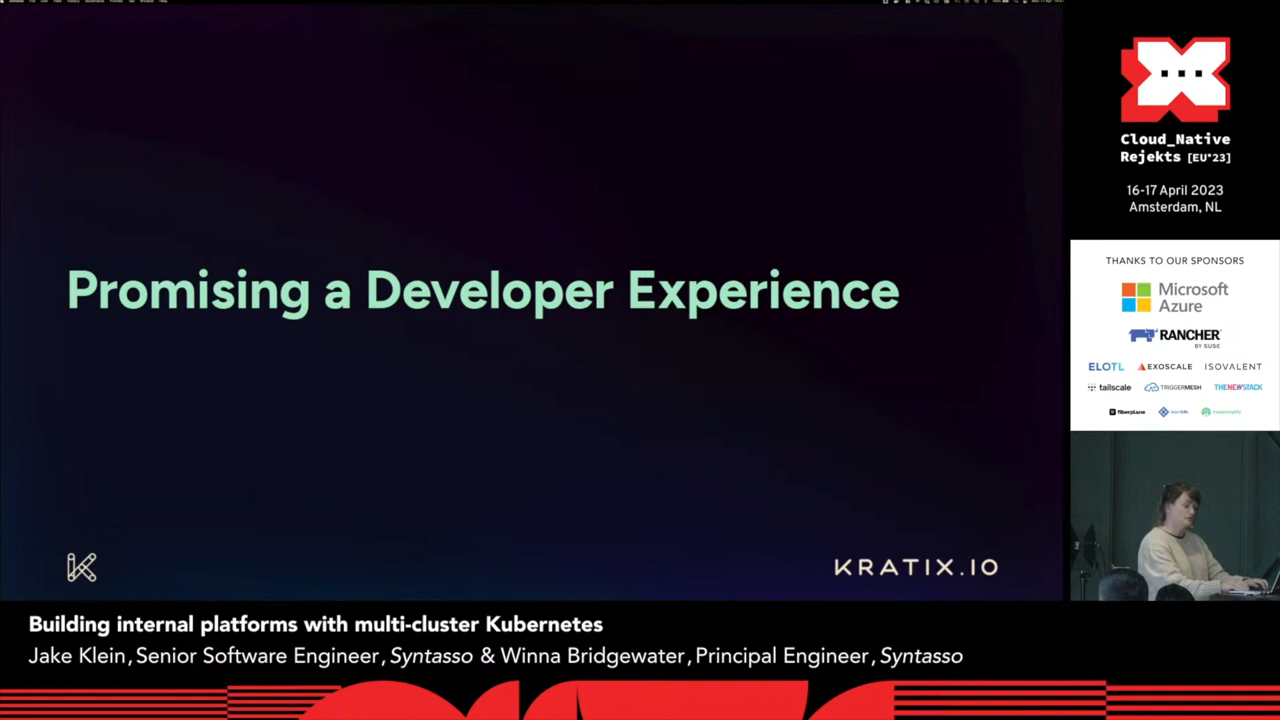 Promising a Developer Experience
KRATIX.IO
Building internal platforms with multi-cluster Kubernetes
Jake Klein, Senior Software Engineer, Syntasso & Winna Bridgewater, Principal Engineer, Syntasso
Cloud_Native
Rejekts [EU*23]
16-17 April 2023
Amsterdam, NL
THANKS TO OUR SPONSORS
Microsoft
Azure
RANCHER
BY SUSE
ELOTL EXOSCALE ISOVALENT
tailscale TRIGGERMESH THENEWSTACK
fiberplane